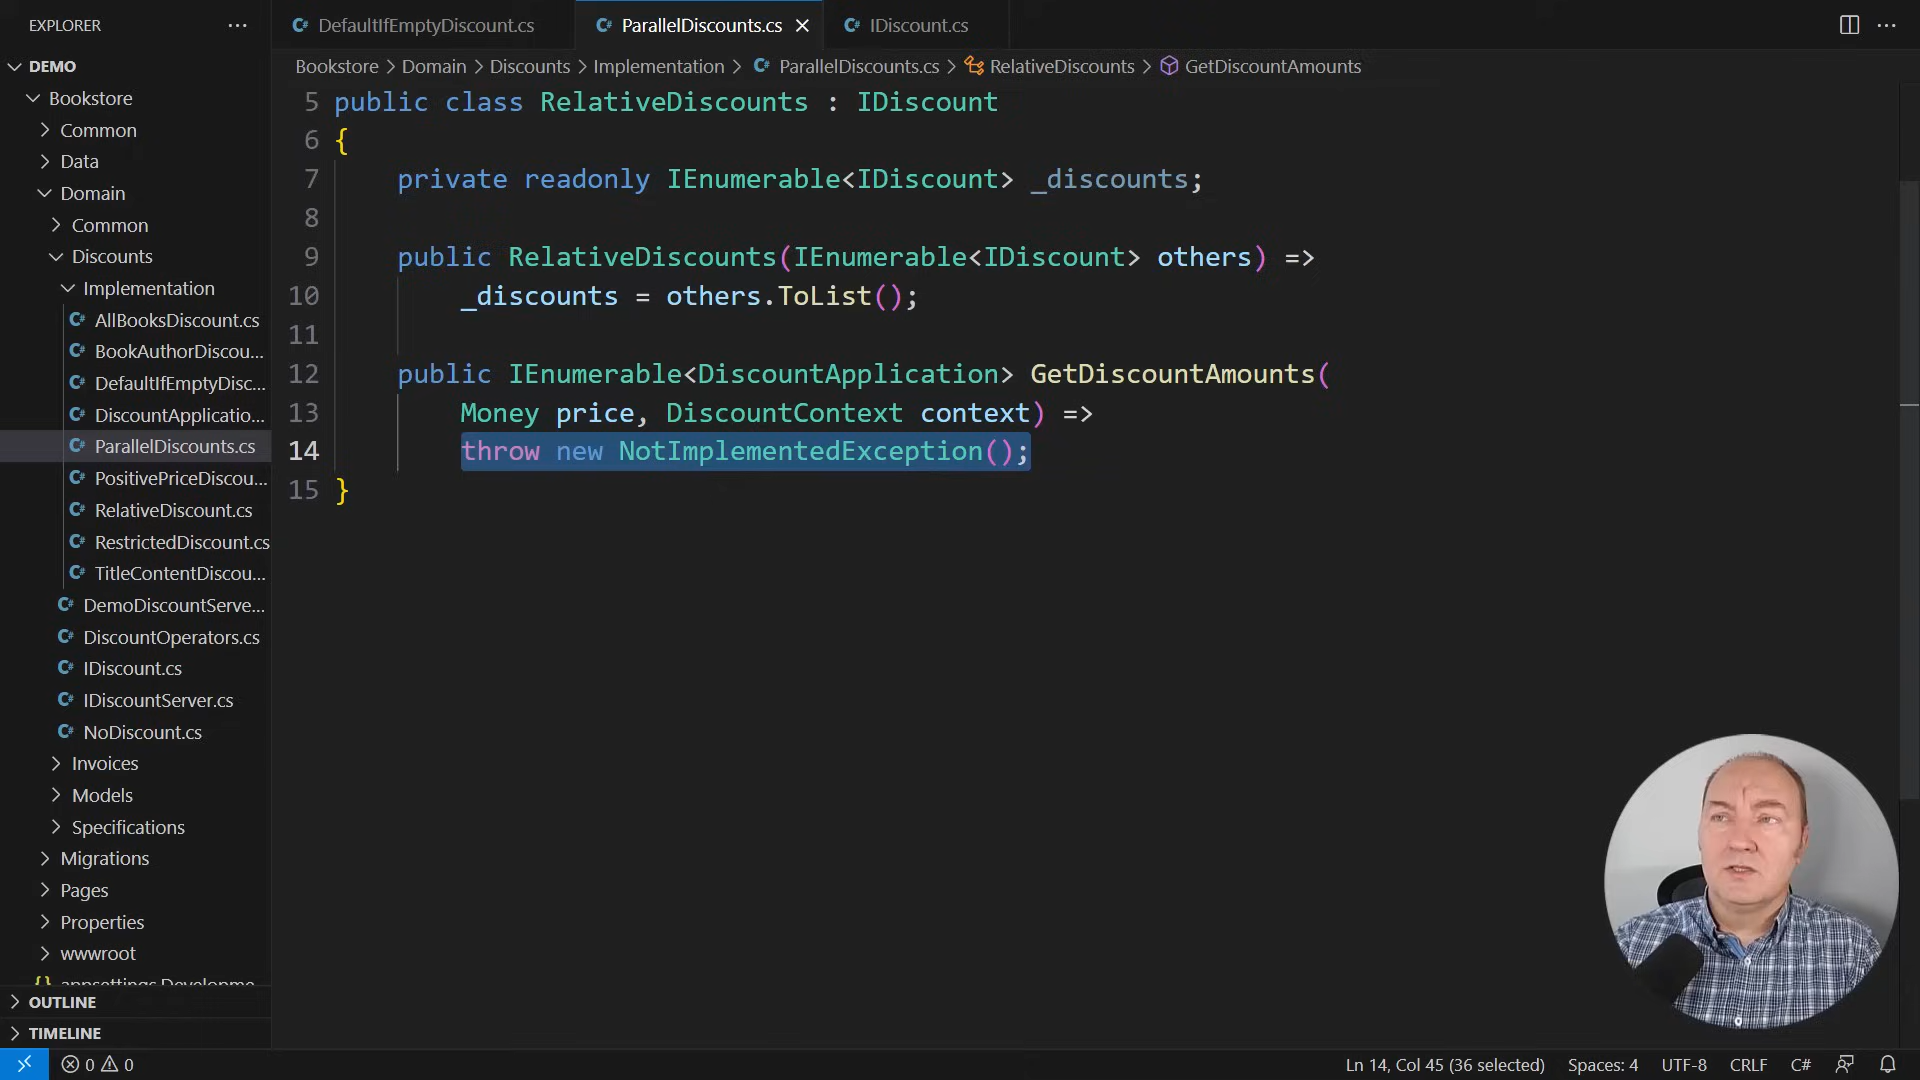 EXPLORER
DEMO
Bookstore
Common
Data
Domain
Common
Discounts
Implementation
AllBooksDiscount.cs
BookAuthorDiscou...
DefaultIfEmptyDisc...
DiscountApplicatio...
ParallelDiscounts.cs
PositivePriceDiscou...
RelativeDiscount.cs
RestrictedDiscount.cs
TitleContentDiscou...
DemoDiscountServe...
DiscountOperators.cs
IDiscount.cs
IDiscountServer.cs
NoDiscount.cs
Invoices
Models
Specifications
Migrations
Pages
Properties
wwwroot
appsettings.Developme...
OUTLINE
TIMELINE
DefaultIfEmptyDiscount.cs
ParallelDiscounts.cs
IDiscount.cs
Bookstore > Domain > Discounts > Implementation > ParallelDiscounts.cs > RelativeDiscounts > GetDiscountAmounts
5 public class RelativeDiscounts : IDiscount
6 {
7 private readonly IEnumerable<IDiscount> _discounts;
8
9 public RelativeDiscounts(IEnumerable<IDiscount> others) =>
10 _discounts = others.ToList();
11
12 public IEnumerable<DiscountApplication> GetDiscountAmounts(
13 Money price, DiscountContext context) =>
14 throw new NotImplementedException();
15 }
0 0
Ln 14, Col 45 (36 selected)
Spaces: 4
UTF-8
CRLF
C#